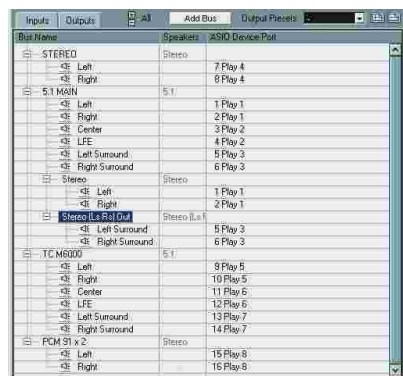 Inputs Outputs All Add Bus Output Presets
Bus Name Speakers ASIO Device Port
STEREO Stereo
Left 7 Play 4
Right 8 Play 4
5.1 MAIN 5.1
Left 1 Play 1
Right 2 Play 1
Center 3 Play 2
LFE 4 Play 2
Left Surround 5 Play 3
Right Surround 6 Play 3
Stereo Stereo
Left 1 Play 1
Right 2 Play 1
Stereo (Ls Rs) Out Stereo (Ls
Left Surround 5 Play 3
Right Surround 6 Play 3
TC M6000 5.1
Left 9 Play 5
Right 10 Play 5
Center 11 Play 6
LFE 12 Play 6
Left Surround 13 Play 7
Right Surround 14 Play 7
PCM 91 x 2 Stereo
Left 15 Play 8
Right 16 Play 8